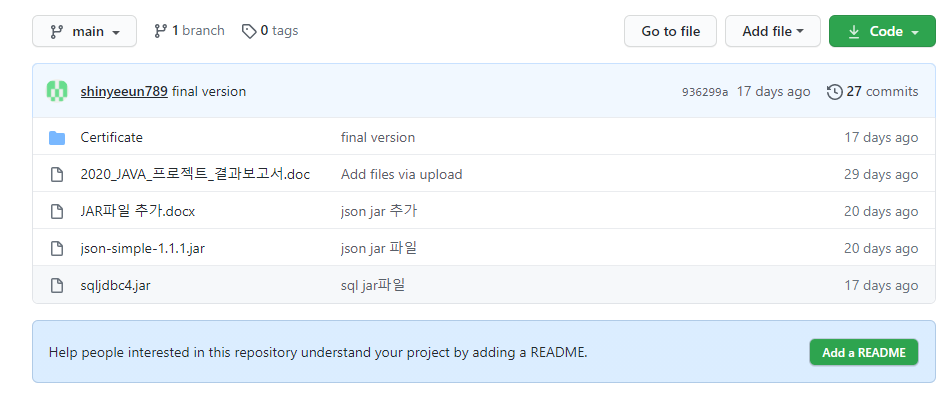 main 1 branch 0 tags Go to file Add file Code
shinyeeun789 final version 936299a 17 days ago 27 commits
Certificate final version 17 days ago
2020_JAVA_프로젝트_결과보고서.doc Add files via upload 29 days ago
JAR파일 추가.docx json jar 추가 20 days ago
json-simple-1.1.1.jar json jar 파일 20 days ago
sqljdbc4.jar sql jar파일 17 days ago
Help people interested in this repository understand your project by adding a README. Add a README